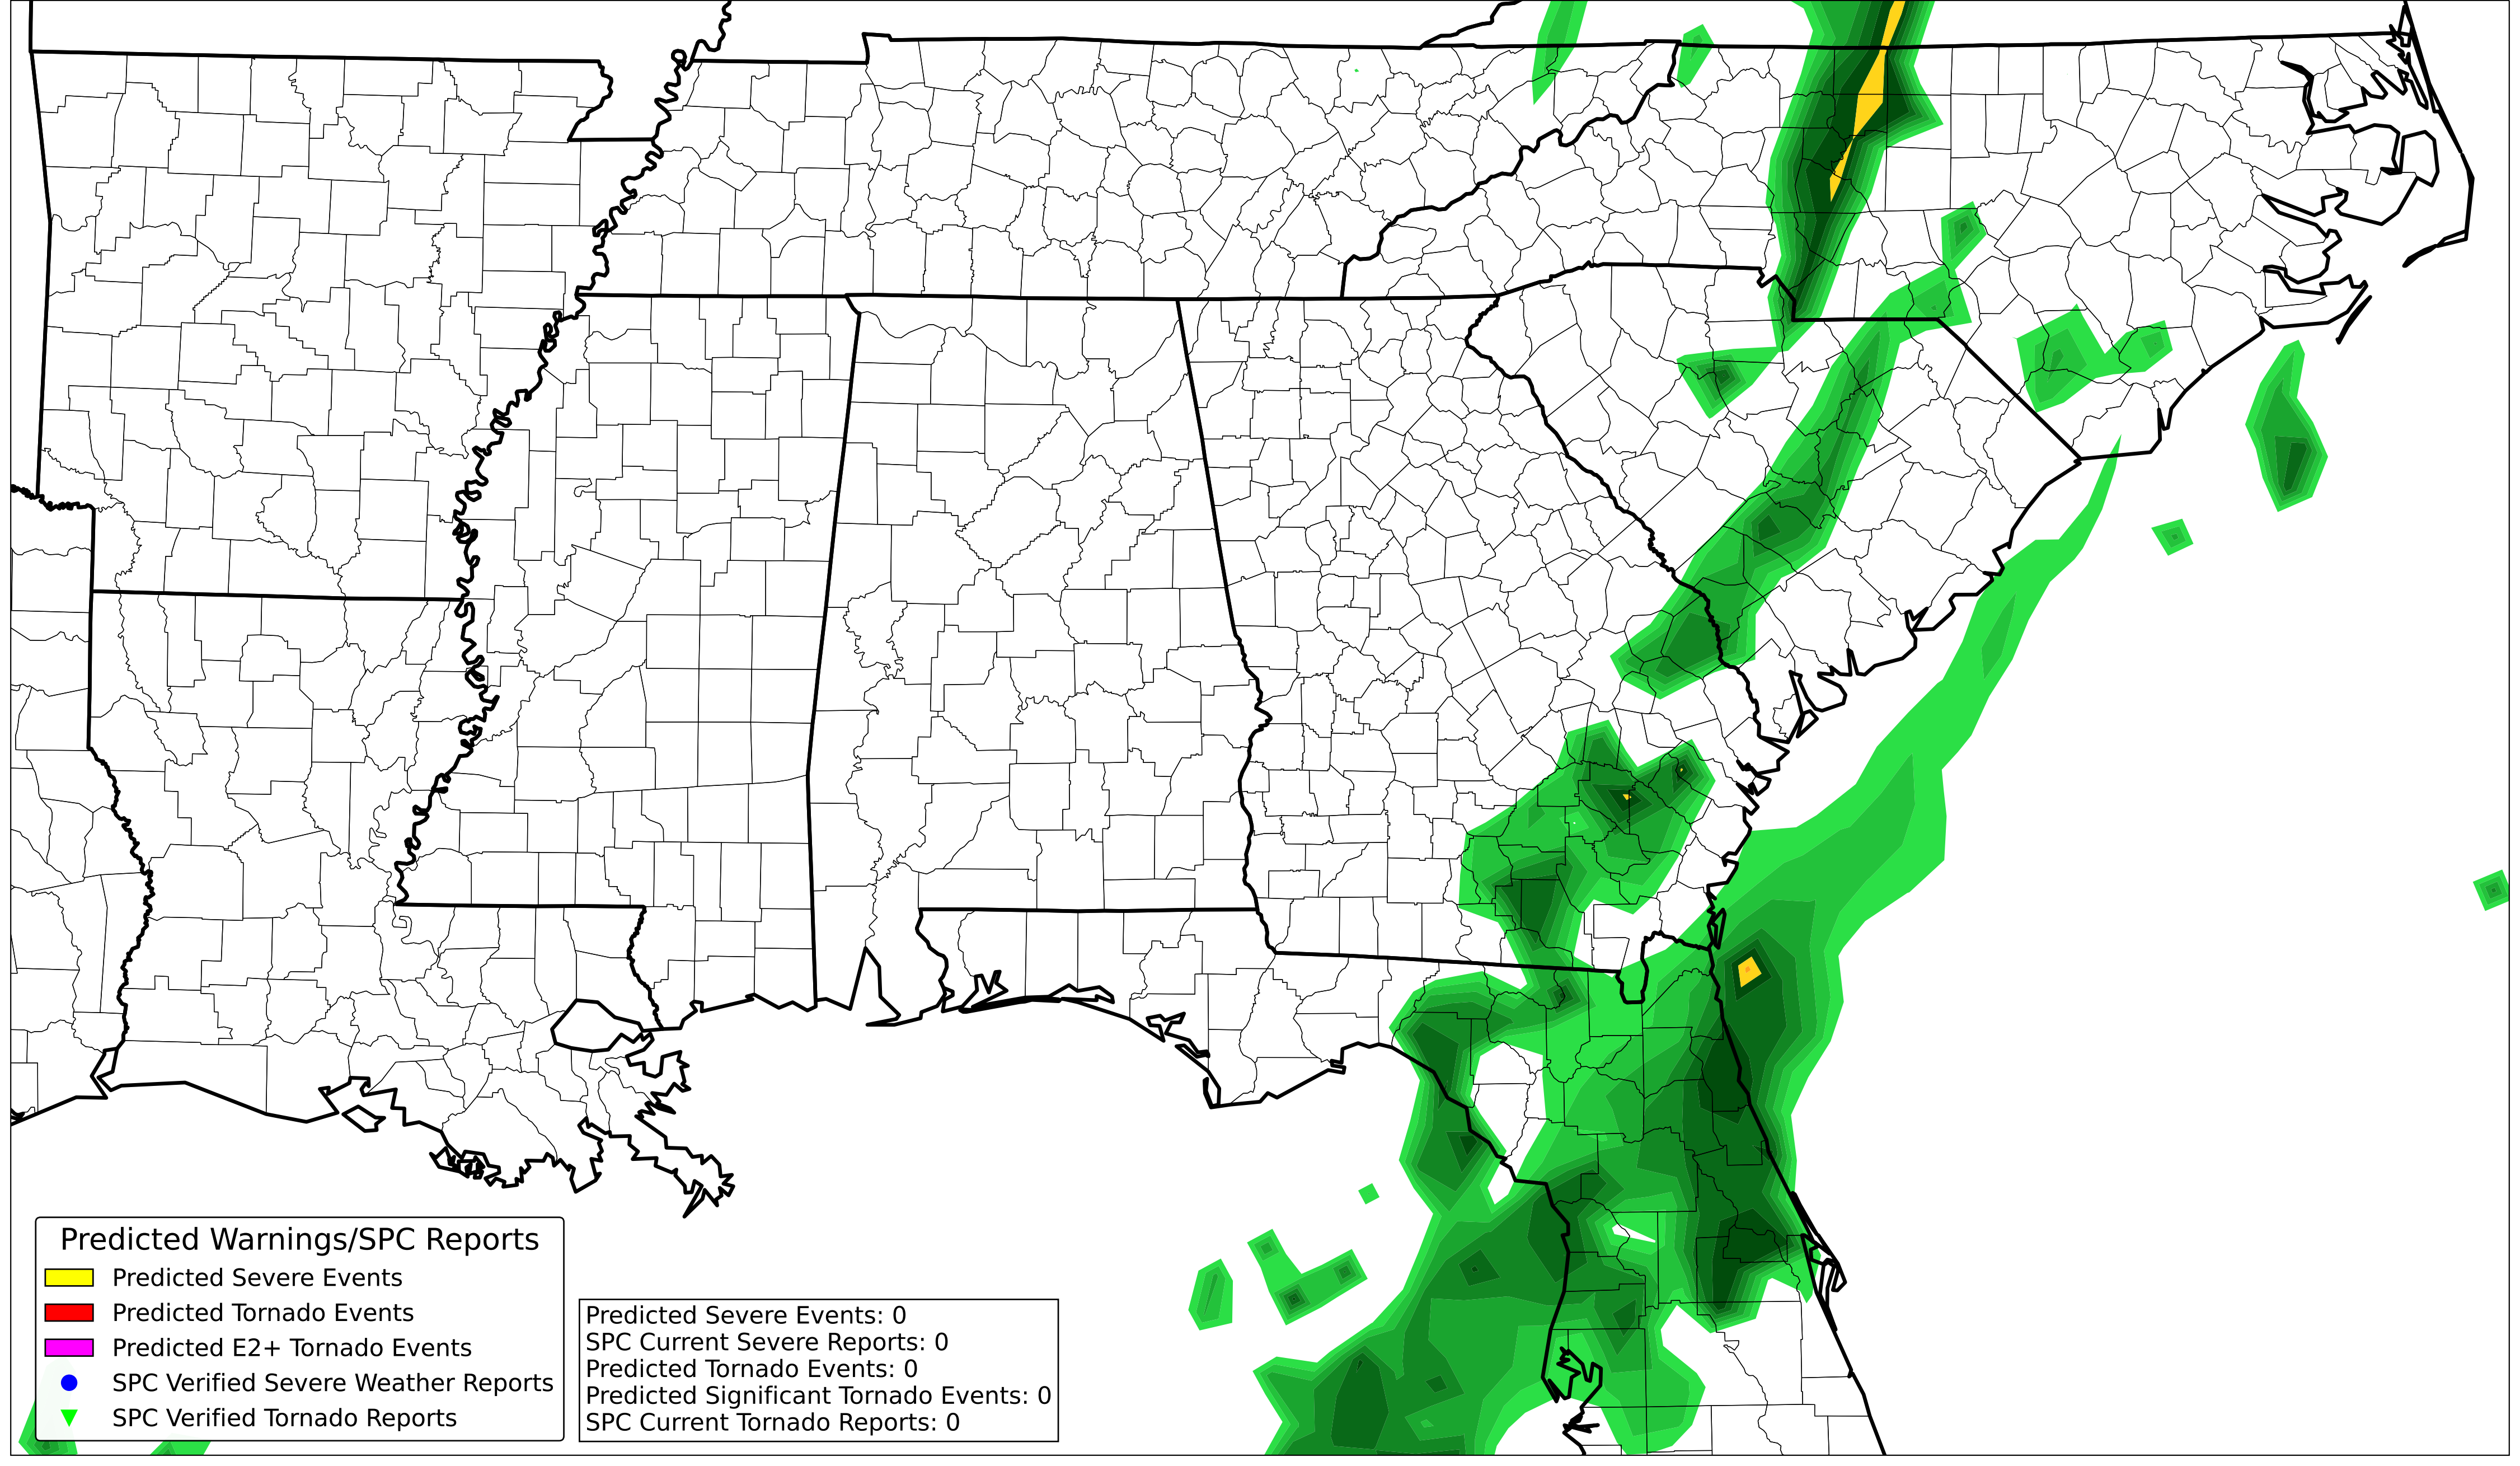 Predicted Warnings/SPC Reports
Predicted Severe Events
Predicted Tornado Events
Predicted E2+ Tornado Events
SPC Verified Severe Weather Reports
SPC Verified Tornado Reports
Predicted Severe Events: 0
SPC Current Severe Reports: 0
Predicted Tornado Events: 0
Predicted Significant Tornado Events: 0
SPC Current Tornado Reports: 0